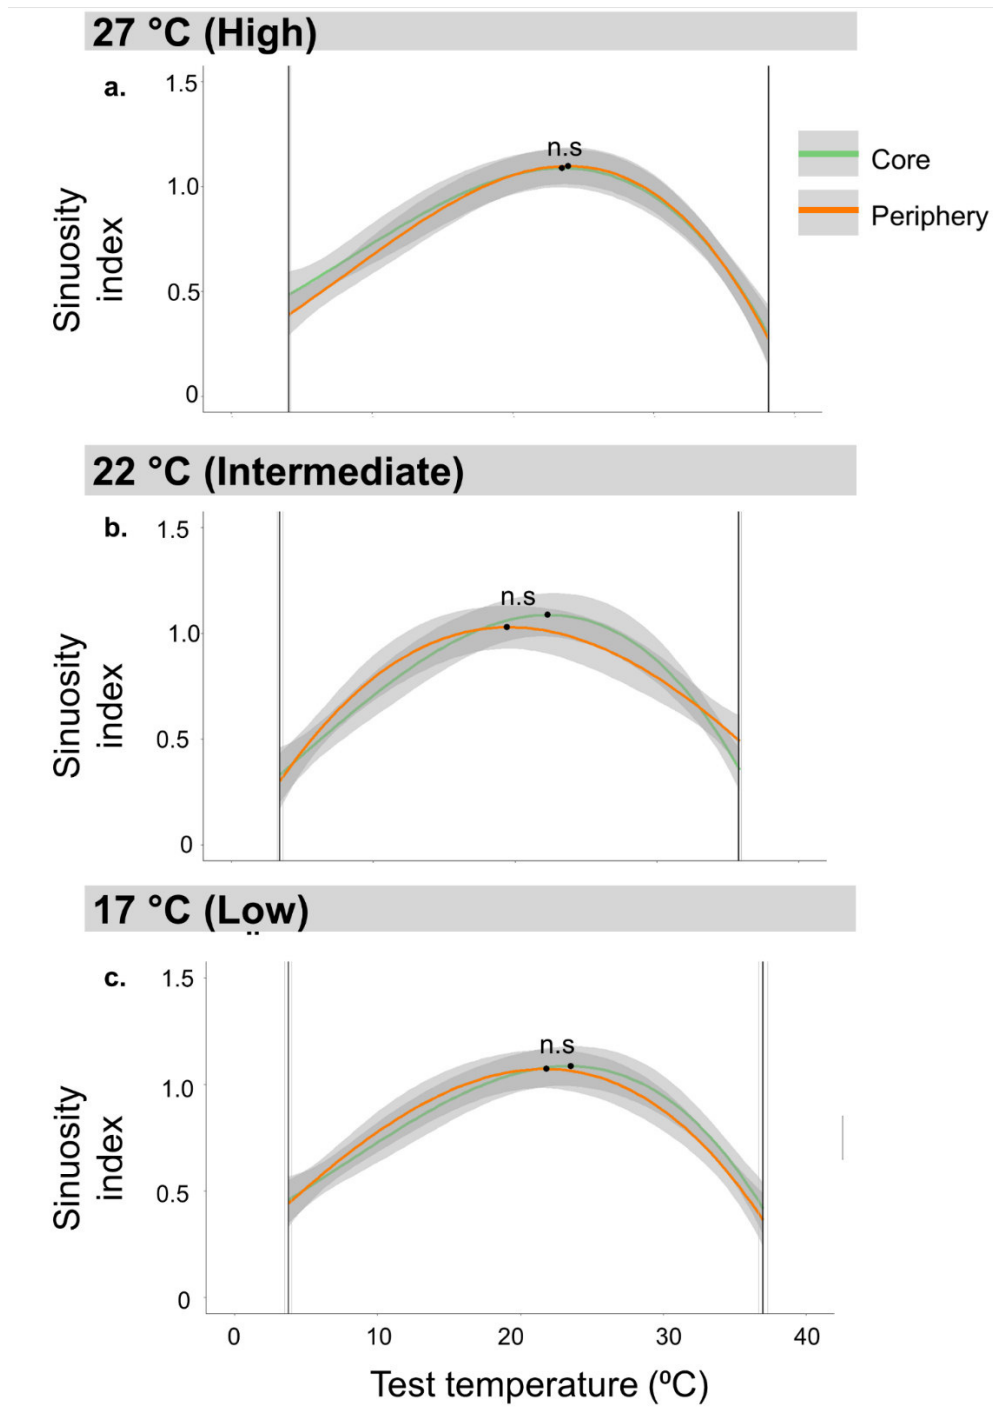 27 °C (High)
a.
1.5
1.0
0.5
0
Sinuosity
index
n.s
Core
Periphery
22 °C (Intermediate)
b.
1.5
1.0
0.5
0
Sinuosity
index
n.s
17 °C (Low)
c.
1.5
1.0
0.5
0
Sinuosity
index
n.s
0 10 20 30 40
Test temperature (ºC)